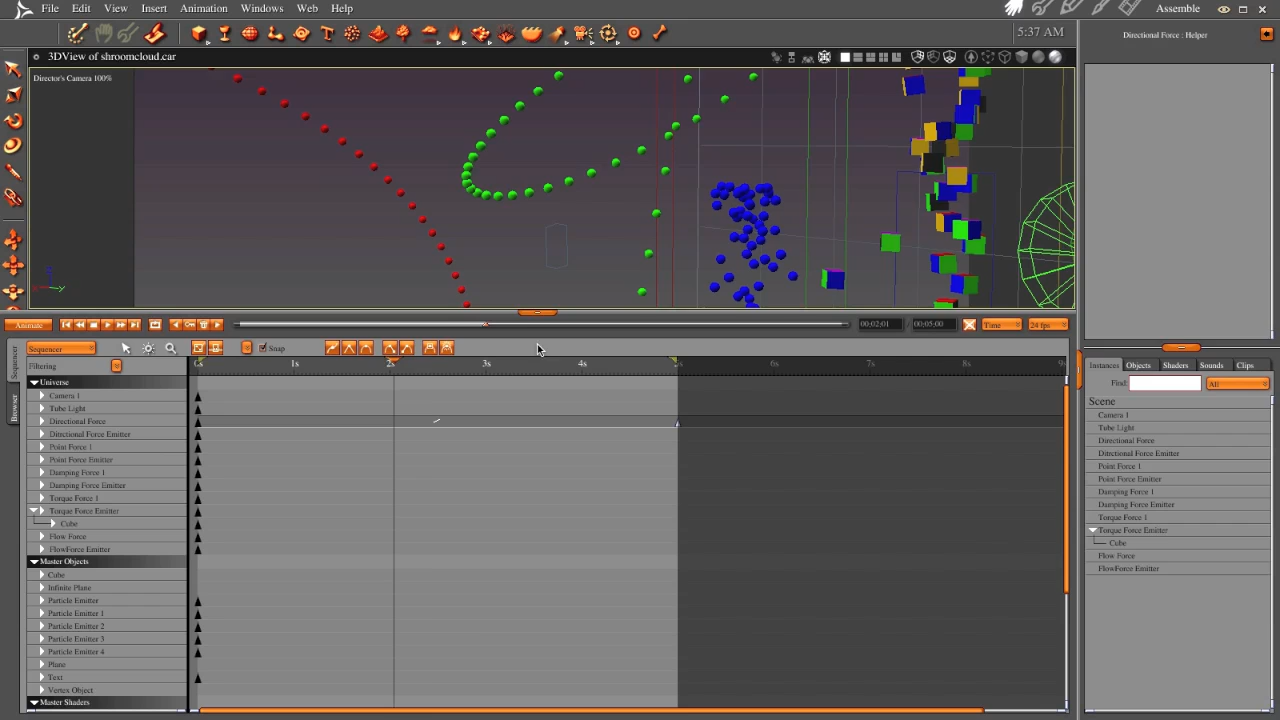 File Edit View Insert Animation Windows Web Help
Assemble
5:37 AM
3DView of shroomcloud.car
Directional Force : Helper
Director's Camera 100%
Animate
00;02;01 / 00;05;00
Time
24 fps
Sequencer
Snap
Filtering
0s 1s 2s 3s 4s 5s 6s 7s 8s 9s
Sequencer
Browser
Universe
Camera 1
Tube Light
Directional Force
Ditrctional Force Emitter
Point Force 1
Point Force Emitter
Damping Force 1
Damping Force Emitter
Torque Force 1
Torque Force Emitter
Cube
Flow Force
FlowForce Emitter
Master Objects
Cube
Infinite Plane
Particle Emitter
Particle Emitter 1
Particle Emitter 2
Particle Emitter 3
Particle Emitter 4
Plane
Text
Vertex Object
Master Shaders
Instances Objects Shaders Sounds Clips
Find:
All
Scene
Camera 1
Tube Light
Directional Force
Ditrctional Force Emitter
Point Force 1
Point Force Emitter
Damping Force 1
Damping Force Emitter
Torque Force 1
Torque Force Emitter
Cube
Flow Force
FlowForce Emitter